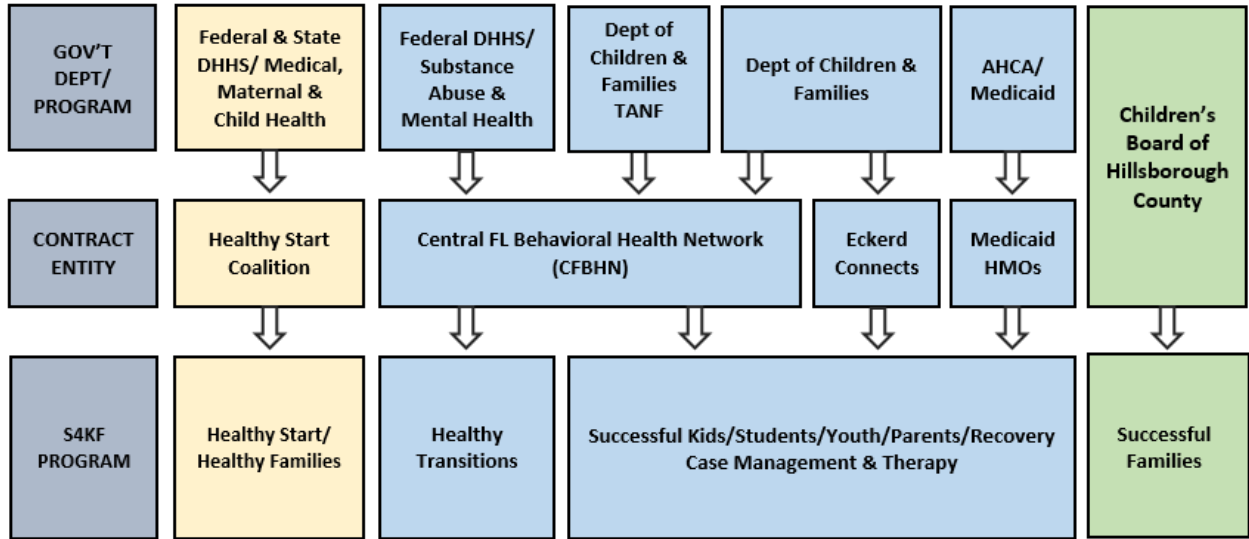 GOV’T
DEPT/
PROGRAM
Federal & State
DHHS/ Medical,
Maternal &
Child Health
Federal DHHS/
Substance
Abuse &
Mental Health
Dept of
Children &
Families
TANF
Dept of Children &
Families
AHCA/
Medicaid
Children’s
Board of
Hillsborough
County
CONTRACT
ENTITY
Healthy Start
Coalition
Central FL Behavioral Health Network
(CFBHN)
Eckerd
Connects
Medicaid
HMOs
S4KF
PROGRAM
Healthy Start/
Healthy Families
Healthy
Transitions
Successful Kids/Students/Youth/Parents/Recovery
Case Management & Therapy
Successful
Families